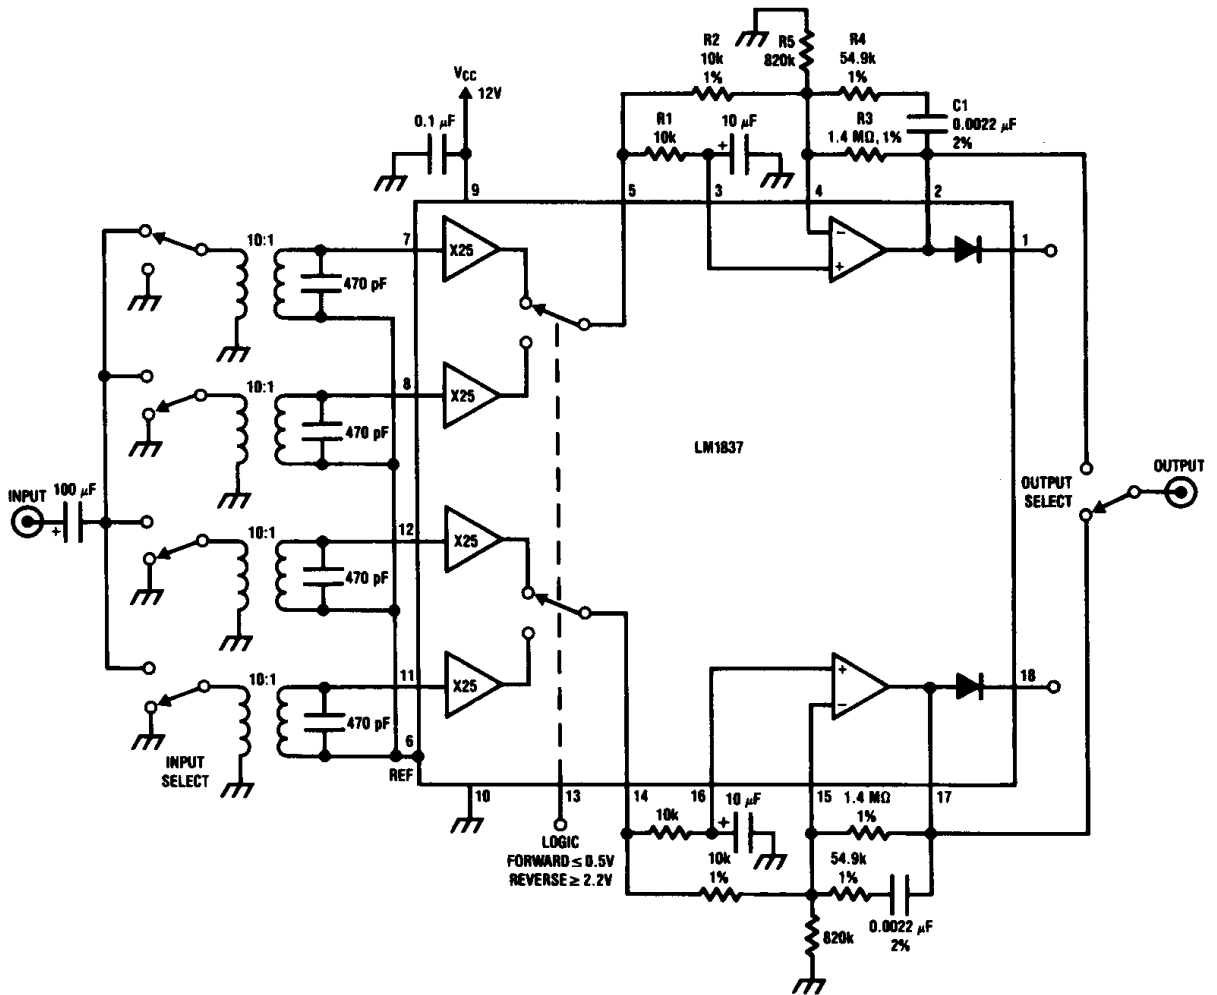 R2
10k
1%
R5
820k
R4
54.9k
1%
VCC
12V
0.1 µF
R1
10k
10 µF
+
R3
1.4 MΩ, 1%
C1
0.0022 µF
2%
9
5
3
4
2
10:1
7
X25
470 pF
−
+
1
10:1
8
X25
470 pF
LM1837
INPUT
100 µF
+
OUTPUT
SELECT
OUTPUT
10:1
12
X25
470 pF
10:1
11
X25
470 pF
+
−
18
INPUT
SELECT
6
REF
10
13
14
16
15
17
LOGIC
FORWARD ≤ 0.5V
REVERSE ≥ 2.2V
10k
10 µF
+
1.4 MΩ
1%
10k
1%
54.9k
1%
0.0022 µF
2%
820k